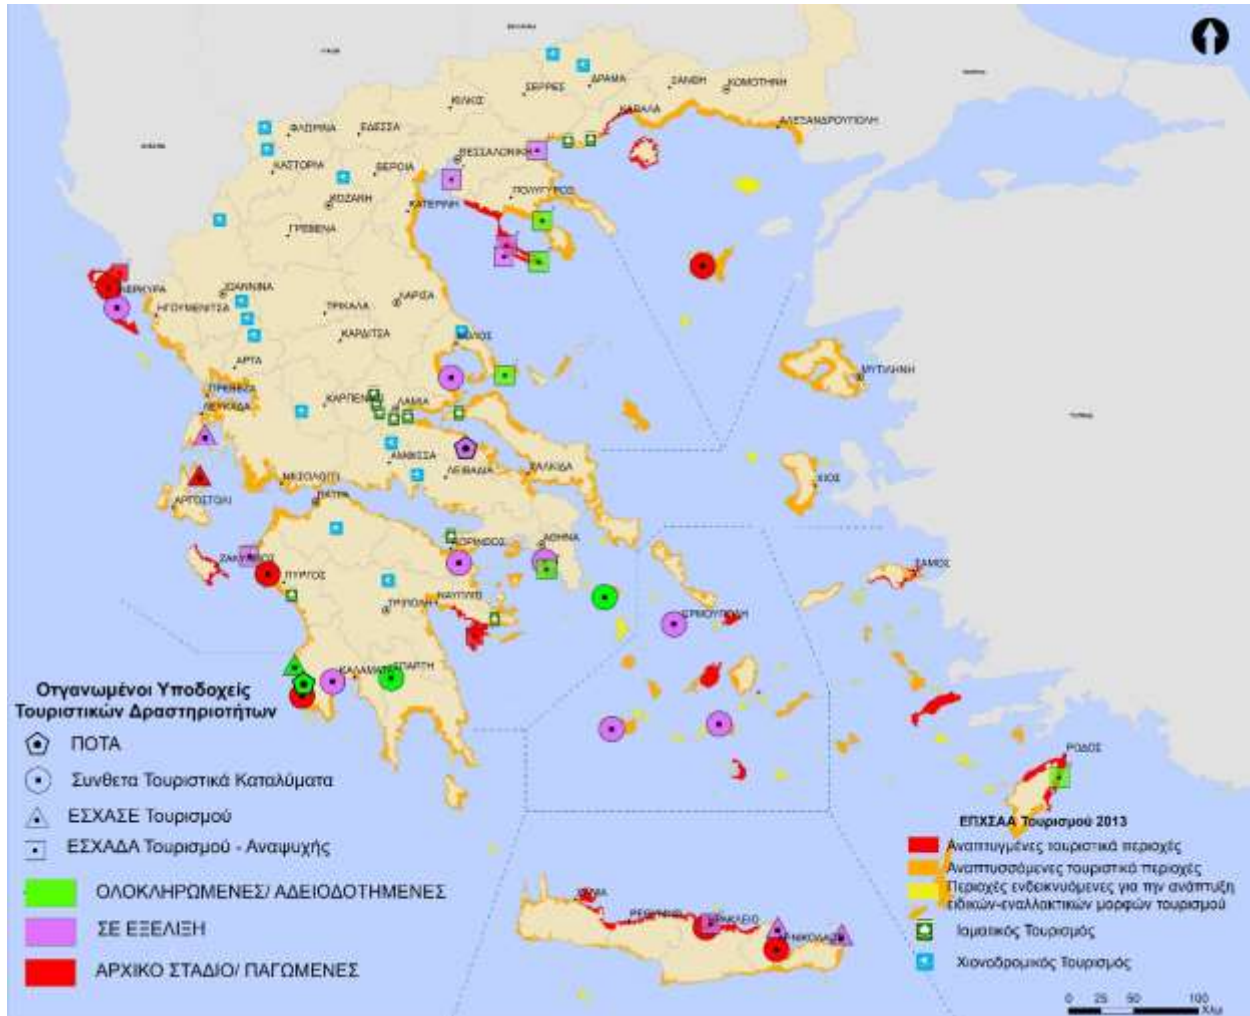 ΔΡΑΜΑ
ΞΑΝΘΗ
ΚΟΜΟΤΗΝΗ
ΣΕΡΡΕΣ
ΚΙΛΚΙΣ
ΚΑΒΑΛΑ
ΑΛΕΞΑΝΔΡΟΥΠΟΛΗ
ΦΛΩΡΙΝΑ
ΕΔΕΣΣΑ
ΘΕΣΣΑΛΟΝΙΚΗ
ΚΑΣΤΟΡΙΑ
ΒΕΡΟΙΑ
ΠΟΛΥΓΥΡΟΣ
ΚΟΖΑΝΗ
ΚΑΤΕΡΙΝΗ
ΓΡΕΒΕΝΑ
ΚΕΡΚΥΡΑ
ΙΩΑΝΝΙΝΑ
ΗΓΟΥΜΕΝΙΤΣΑ
ΤΡΙΚΑΛΑ
ΛΑΡΙΣΑ
ΚΑΡΔΙΤΣΑ
ΒΟΛΟΣ
ΑΡΤΑ
ΜΥΤΙΛΗΝΗ
ΠΡΕΒΕΖΑ
ΛΕΥΚΑΔΑ
ΚΑΡΠΕΝΗΣΙ
ΛΑΜΙΑ
ΑΜΦΙΣΣΑ
ΛΕΙΒΑΔΙΑ
ΧΑΛΚΙΔΑ
ΜΕΣΟΛΟΓΓΙ
ΧΙΟΣ
ΑΡΓΟΣΤΟΛΙ
ΠΑΤΡΑ
ΚΟΡΙΝΘΟΣ
ΑΘΗΝΑ
ΖΑΚΥΝΘΟΣ
ΠΥΡΓΟΣ
ΣΑΜΟΣ
ΤΡΙΠΟΛΗ
ΝΑΥΠΛΙΟ
ΕΡΜΟΥΠΟΛΗ
ΚΑΛΑΜΑΤΑ
ΣΠΑΡΤΗ
ΡΟΔΟΣ
ΧΑΝΙΑ
ΡΕΘΥΜΝΟ
ΗΡΑΚΛΕΙΟ
ΑΓ.ΝΙΚΟΛΑΟΣ
Οτγανωμένοι Υποδοχείς
Τουριστικών Δραστηριοτήτων
ΠΟΤΑ
Συνθετα Τουριστικά Καταλύματα
ΕΣΧΑΣΕ Τουρισμού
ΕΣΧΑΔΑ Τουρισμού - Αναψυχής
ΟΛΟΚΛΗΡΩΜΕΝΕΣ/ ΑΔΕΙΟΔΟΤΗΜΕΝΕΣ
ΣΕ ΕΞΕΛΙΞΗ
ΑΡΧΙΚΟ ΣΤΑΔΙΟ/ ΠΑΓΩΜΕΝΕΣ
ΕΠΧΣΑΑ Τουρισμού 2013
Αναπτυγμένες τουριστικά περιοχές
Αναπτυσσόμενες τουριστικά περιοχές
Περιοχές ενδεικνυόμενες για την ανάπτυξη
ειδικών-εναλλακτικών μορφών τουρισμού
Ιαματικός Τουρισμός
Χιονοδρομικός Τουρισμός
0 25 50 100
Χλμ